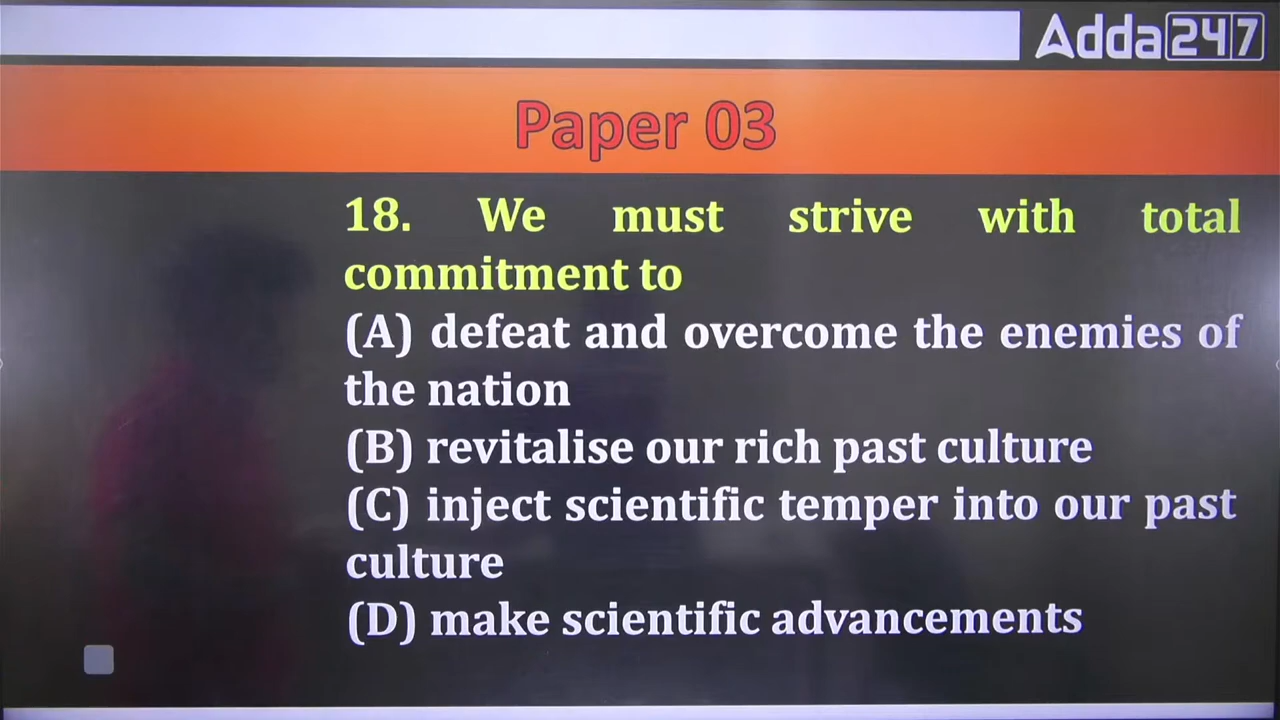 Adda247
Paper 03
18. We must strive with total
commitment to
(A) defeat and overcome the enemies of
the nation
(B) revitalise our rich past culture
(C) inject scientific temper into our past
culture
(D) make scientific advancements